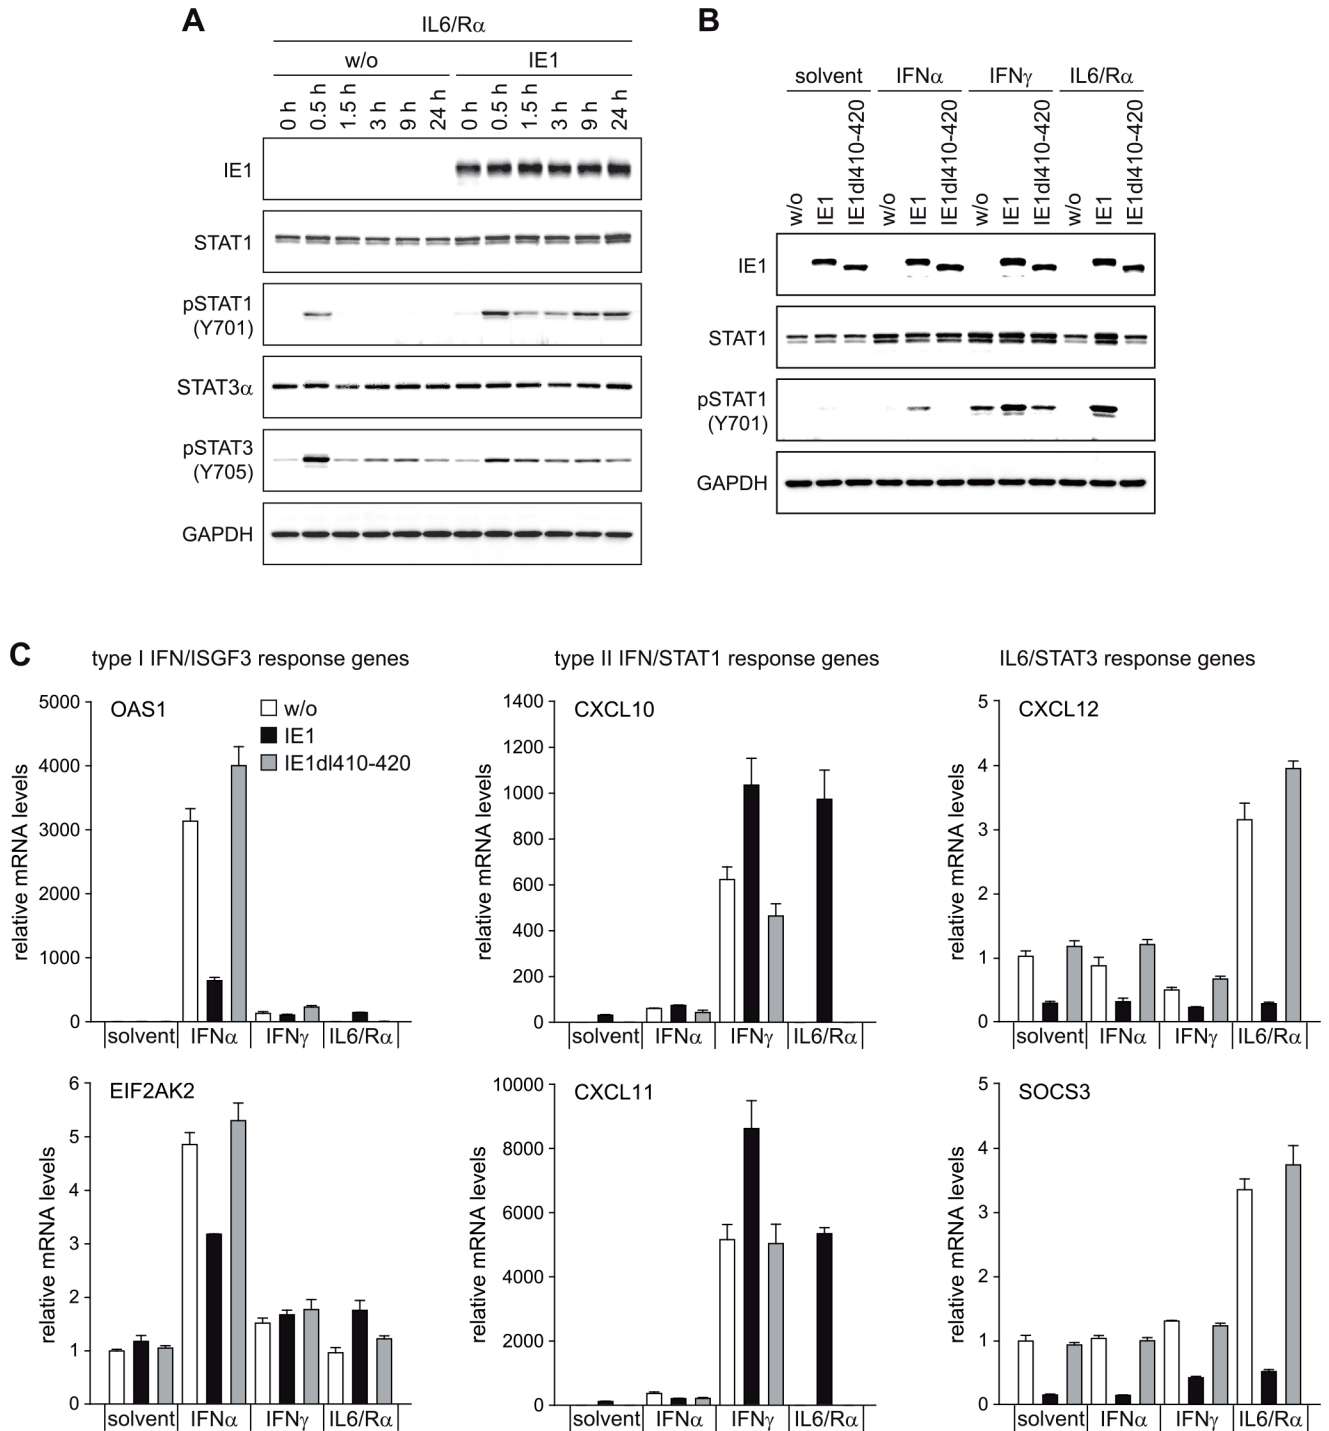 A
IL6/Rα
w/o IE1
0 h 0.5 h 1.5 h 3 h 9 h 24 h 0 h 0.5 h 1.5 h 3 h 9 h 24 h
IE1
STAT1
pSTAT1
(Y701)
STAT3α
pSTAT3
(Y705)
GAPDH
B
solvent IFNα IFNγ IL6/Rα
w/o IE1 IE1dl410-420 w/o IE1 IE1dl410-420 w/o IE1 IE1dl410-420 w/o IE1 IE1dl410-420
IE1
STAT1
pSTAT1
(Y701)
GAPDH
C
type I IFN/ISGF3 response genes
type II IFN/STAT1 response genes
IL6/STAT3 response genes
OAS1
w/o
IE1
IE1dl410-420
relative mRNA levels
5000
4000
3000
2000
1000
0
solvent IFNα IFNγ IL6/Rα
CXCL10
relative mRNA levels
1400
1200
1000
800
600
400
200
0
solvent IFNα IFNγ IL6/Rα
CXCL12
relative mRNA levels
5
4
3
2
1
0
solvent IFNα IFNγ IL6/Rα
EIF2AK2
relative mRNA levels
6
5
4
3
2
1
0
solvent IFNα IFNγ IL6/Rα
CXCL11
relative mRNA levels
10000
8000
6000
4000
2000
0
solvent IFNα IFNγ IL6/Rα
SOCS3
relative mRNA levels
5
4
3
2
1
0
solvent IFNα IFNγ IL6/Rα